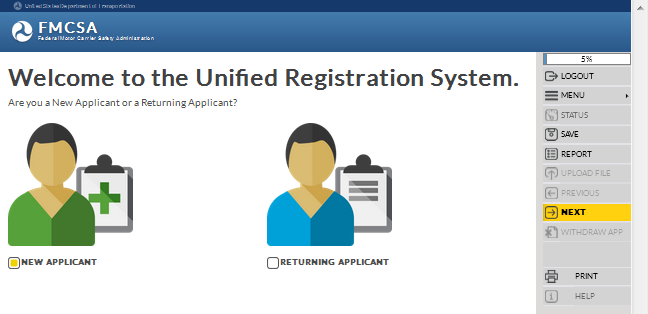 United States Department of Transportation
FMCSA
Federal Motor Carrier Safety Administration
Welcome to the Unified Registration System.
Are you a New Applicant or a Returning Applicant?
NEW APPLICANT
RETURNING APPLICANT
5%
LOGOUT
MENU
STATUS
SAVE
REPORT
UPLOAD FILE
PREVIOUS
NEXT
WITHDRAW APP
PRINT
HELP